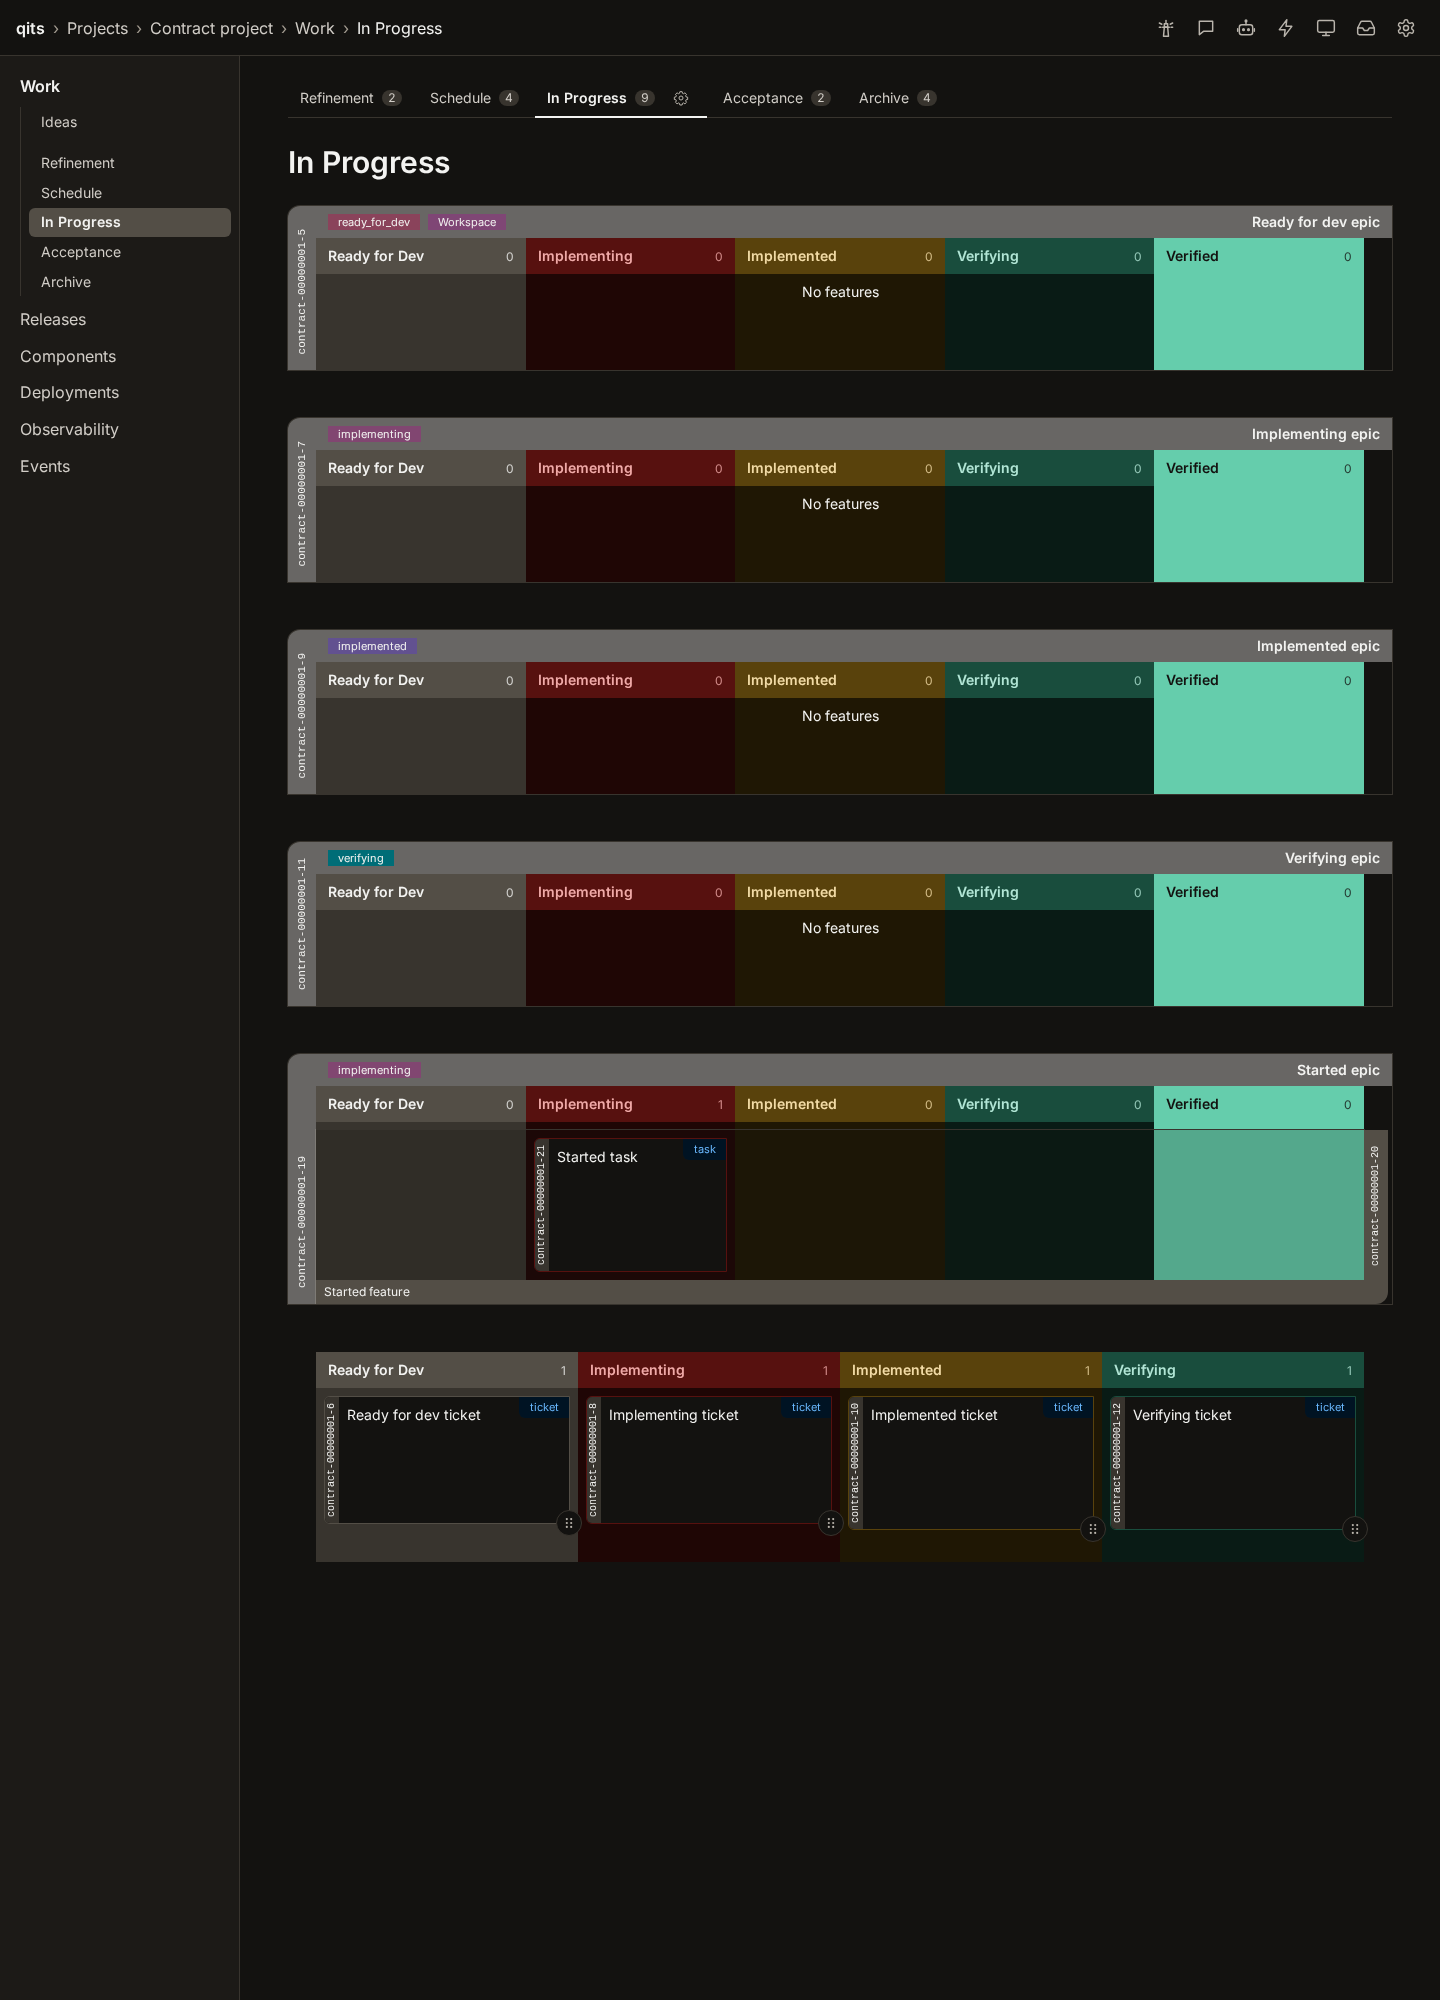 qits › Projects › Contract project › Work › In Progress
Work
Ideas
Refinement
Schedule
In Progress
Acceptance
Archive
Releases
Components
Deployments
Observability
Events
Refinement 2 Schedule 4 In Progress 9 Acceptance 2 Archive 4
In Progress
contract-00000001-5
ready_for_dev Workspace Ready for dev epic
Ready for Dev 0 Implementing 0 Implemented 0 Verifying 0 Verified 0
No features
contract-00000001-7
implementing Implementing epic
Ready for Dev 0 Implementing 0 Implemented 0 Verifying 0 Verified 0
No features
contract-00000001-9
implemented Implemented epic
Ready for Dev 0 Implementing 0 Implemented 0 Verifying 0 Verified 0
No features
contract-00000001-11
verifying Verifying epic
Ready for Dev 0 Implementing 0 Implemented 0 Verifying 0 Verified 0
No features
contract-00000001-19
implementing Started epic
Ready for Dev 0 Implementing 1 Implemented 0 Verifying 0 Verified 0
contract-00000001-21
Started task task
contract-00000001-20
Started feature
Ready for Dev 1 Implementing 1 Implemented 1 Verifying 1
contract-00000001-6
Ready for dev ticket ticket
contract-00000001-8
Implementing ticket ticket
contract-00000001-10
Implemented ticket ticket
contract-00000001-12
Verifying ticket ticket